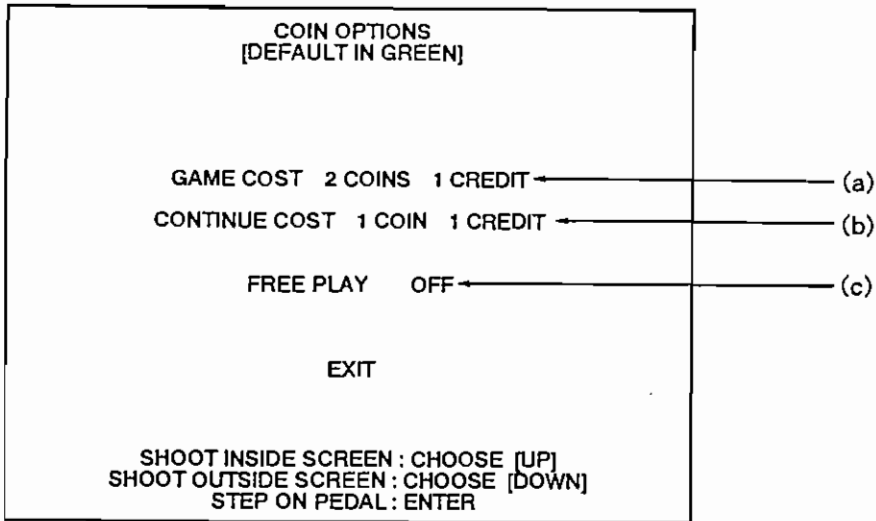 COIN OPTIONS
[DEFAULT IN GREEN]
GAME COST 2 COINS 1 CREDIT (a)
CONTINUE COST 1 COIN 1 CREDIT (b)
FREE PLAY OFF (c)
EXIT
SHOOT INSIDE SCREEN : CHOOSE [UP]
SHOOT OUTSIDE SCREEN : CHOOSE [DOWN]
STEP ON PEDAL : ENTER